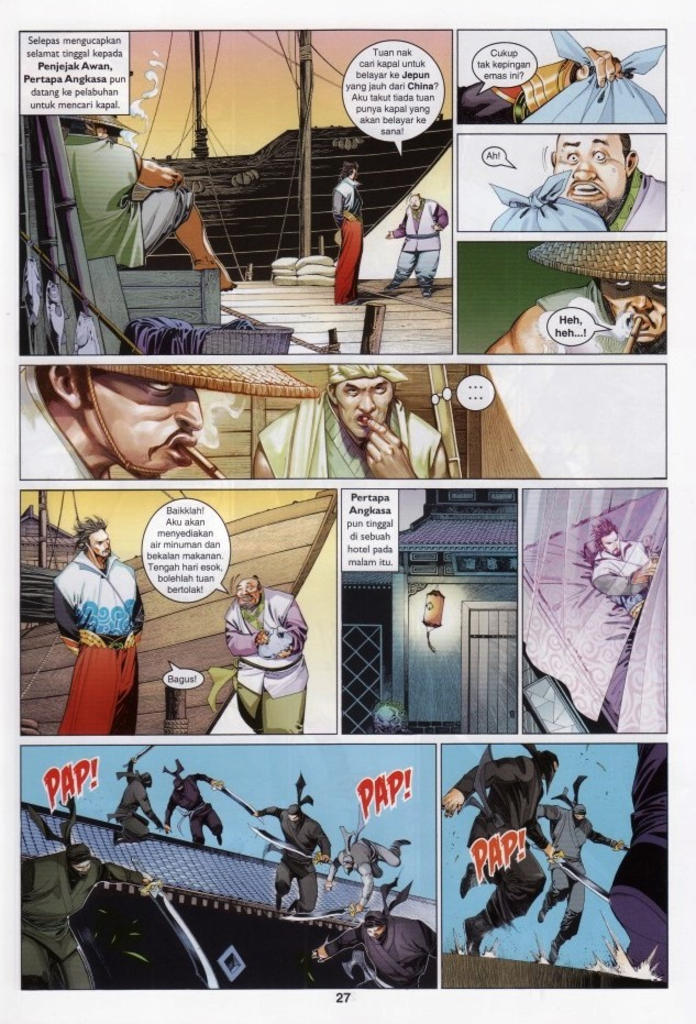 Selepas mengucapkan
selamat tinggal kepada
Penjejak Awan,
Pertapa Angkasa pun
datang ke pelabuhan
untuk mencari kapal.
Tuan nak
cari kapal untuk
belayar ke Jepun
yang jauh dari China?
Aku takut tiada tuan
punya kapal yang
akan belayar ke
sana!
Cukup
tak kepingan
emas ini?
Ah!
Heh,
heh...!
...
...
Baikklah!
Aku akan
menyediakan
air minuman dan
bekalan makanan.
Tengah hari esok,
bolehlah tuan
bertolak!
Bagus!
Pertapa
Angkasa
pun tinggal
di sebuah
hotel pada
malam itu.
PAP!
PAP!
PAP!
27